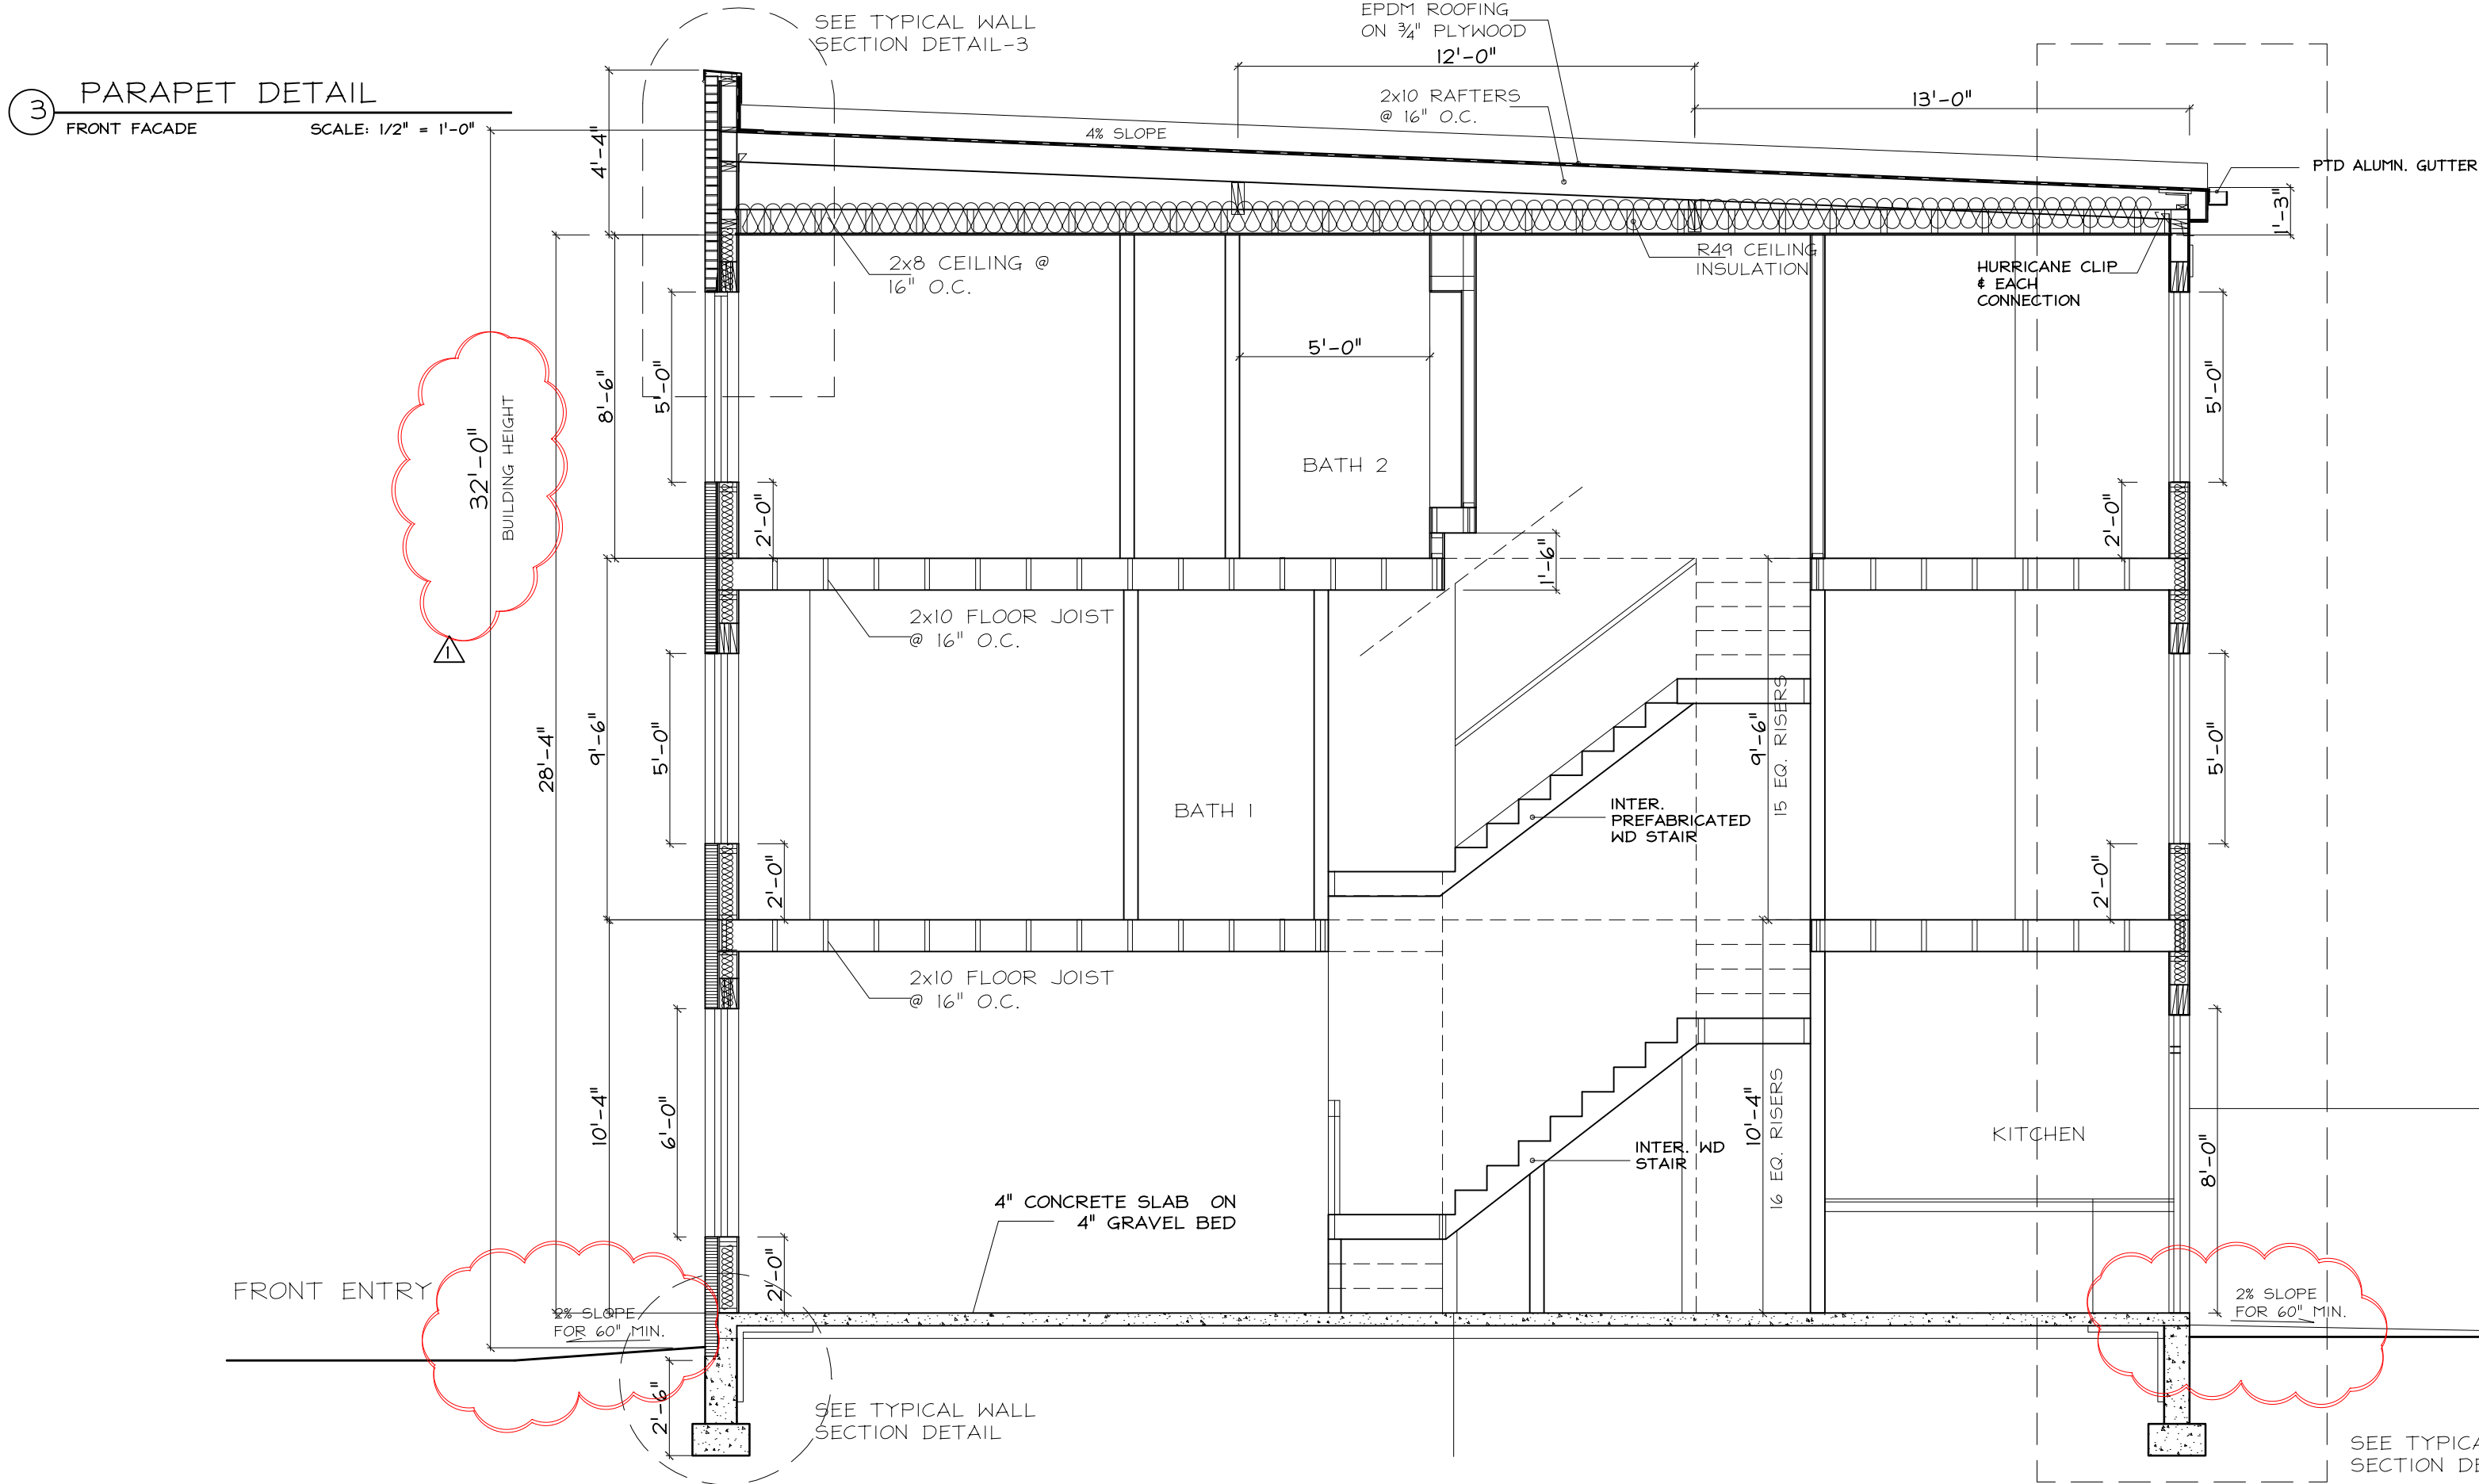 SEE TYPICAL WALL
SECTION DETAIL-3
EPDM ROOFING
ON 3/4" PLYWOOD
12'-0"
3
PARAPET DETAIL
FRONT FACADE
SCALE: 1/2" = 1'-0"
2x10 RAFTERS
@ 16" O.C.
13'-0"
4% SLOPE
4'-4"
PTD ALUMN. GUTTER
1'-3"
2x8 CEILING @
16" O.C.
R49 CEILING
INSULATION
HURRICANE CLIP
¢ EACH
CONNECTION
5'-0"
8'-6"
5'-0"
5'-0"
32'-0"
BUILDING HEIGHT
BATH 2
2'-0"
2'-0"
1'-6"
1
2x10 FLOOR JOIST
@ 16" O.C.
28'-4"
9'-6"
5'-0"
9'-6"
15 EQ. RISERS
5'-0"
BATH 1
INTER.
PREFABRICATED
WD STAIR
2'-0"
2'-0"
2x10 FLOOR JOIST
@ 16" O.C.
10'-4"
6'-0"
10'-4"
16 EQ. RISERS
KITCHEN
8'-0"
INTER. WD
STAIR
4" CONCRETE SLAB ON
4" GRAVEL BED
2'-0"
FRONT ENTRY
2% SLOPE
FOR 60" MIN.
2% SLOPE
FOR 60" MIN.
2'-6"
SEE TYPICAL WALL
SECTION DETAIL
SEE TYPICA
SECTION DE